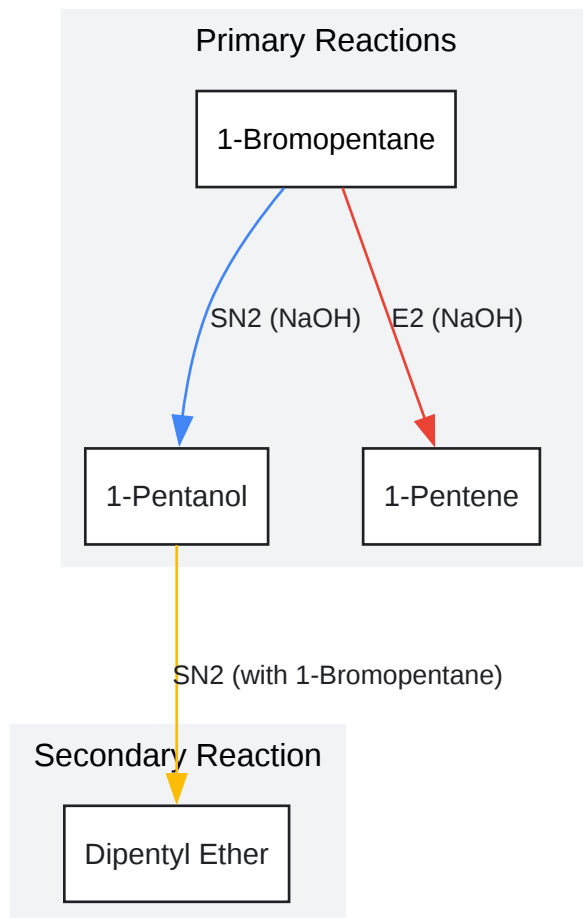 Primary Reactions
1-Bromopentane
SN2 (NaOH)
E2 (NaOH)
1-Pentanol
1-Pentene
SN2 (with 1-Bromopentane)
Secondary Reaction
Dipentyl Ether